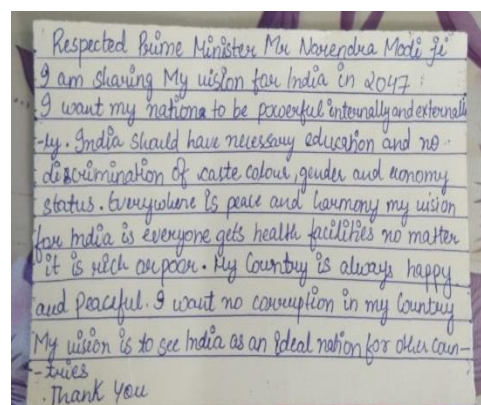 Respected Prime Minister Mr Narendra Modi ji
I am sharing My vision for India in 2047 :
I want my nation to be powerful internally and external
-ly. India should have necessary education and no
discrimination of caste colour, gender and economy
status. Everywhere is peace and harmony my vision
for India is everyone gets health facilities no matter
it is rich or poor. My Country is always happy
and Peaceful. I want no corruption in my Country
My vision is to see India as an ideal nation for other coun-
-tries
. Thank You